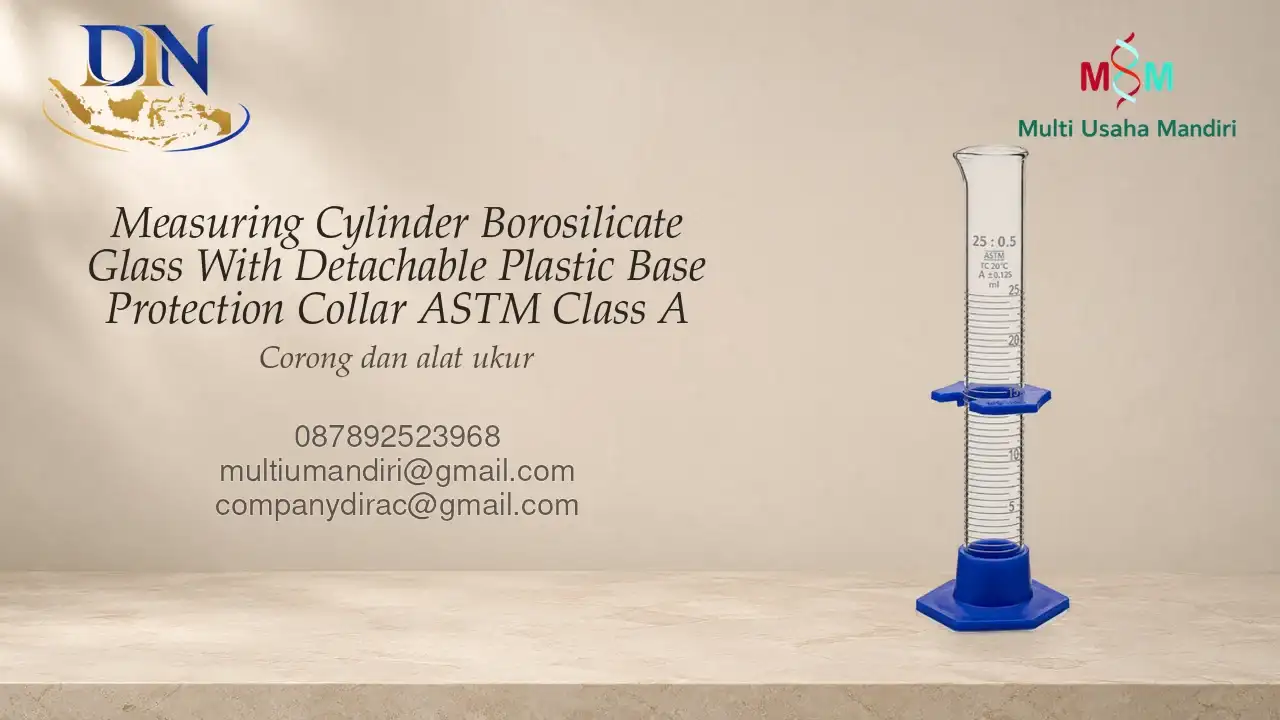 DIN
MSM
Multi Usaha Mandiri
Measuring Cylinder Borosilicate
Glass With Detachable Plastic Base
Protection Collar ASTM Class A
Corong dan alat ukur
087892523968
multiumandiri@gmail.com
companydirac@gmail.com
25 : 0.5
ASTM
TC 20°C
A ±0.125
ml
25
20
15
10
5